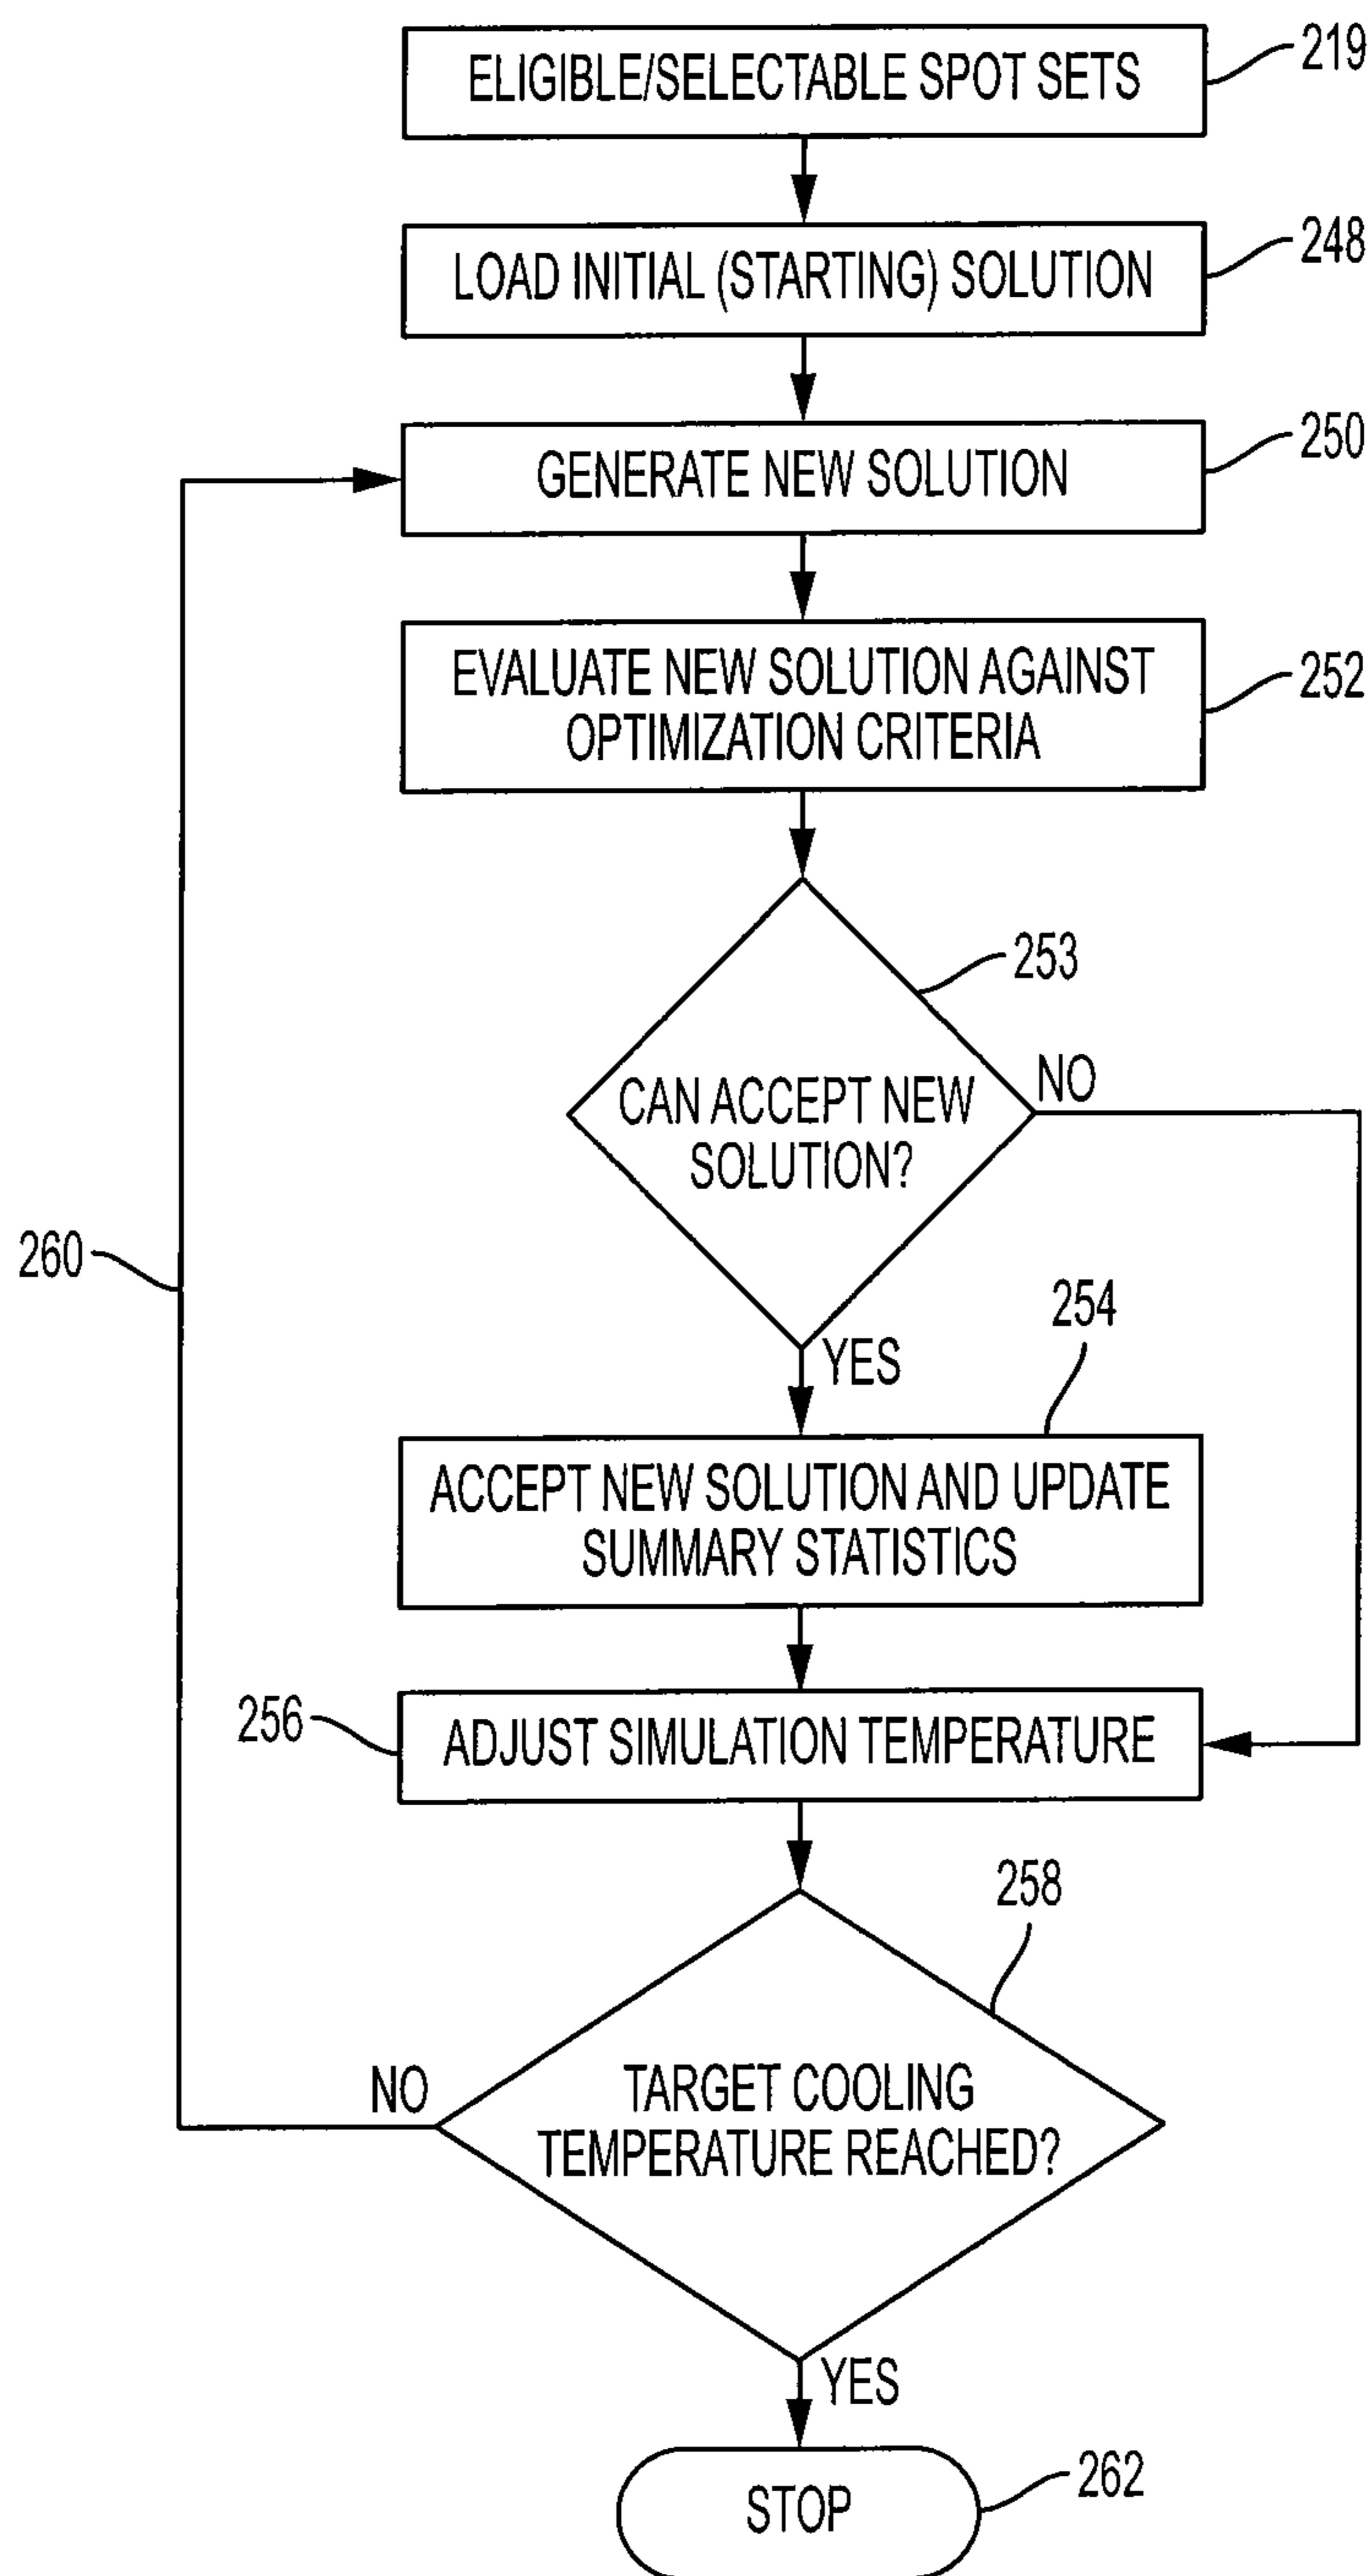 ELIGIBLE/SELECTABLE SPOT SETS
219
LOAD INITIAL (STARTING) SOLUTION
248
GENERATE NEW SOLUTION
250
EVALUATE NEW SOLUTION AGAINST
OPTIMIZATION CRITERIA
252
253
CAN ACCEPT NEW
SOLUTION?
NO
260
YES
254
ACCEPT NEW SOLUTION AND UPDATE
SUMMARY STATISTICS
256
ADJUST SIMULATION TEMPERATURE
258
NO
TARGET COOLING
TEMPERATURE REACHED?
YES
STOP
262